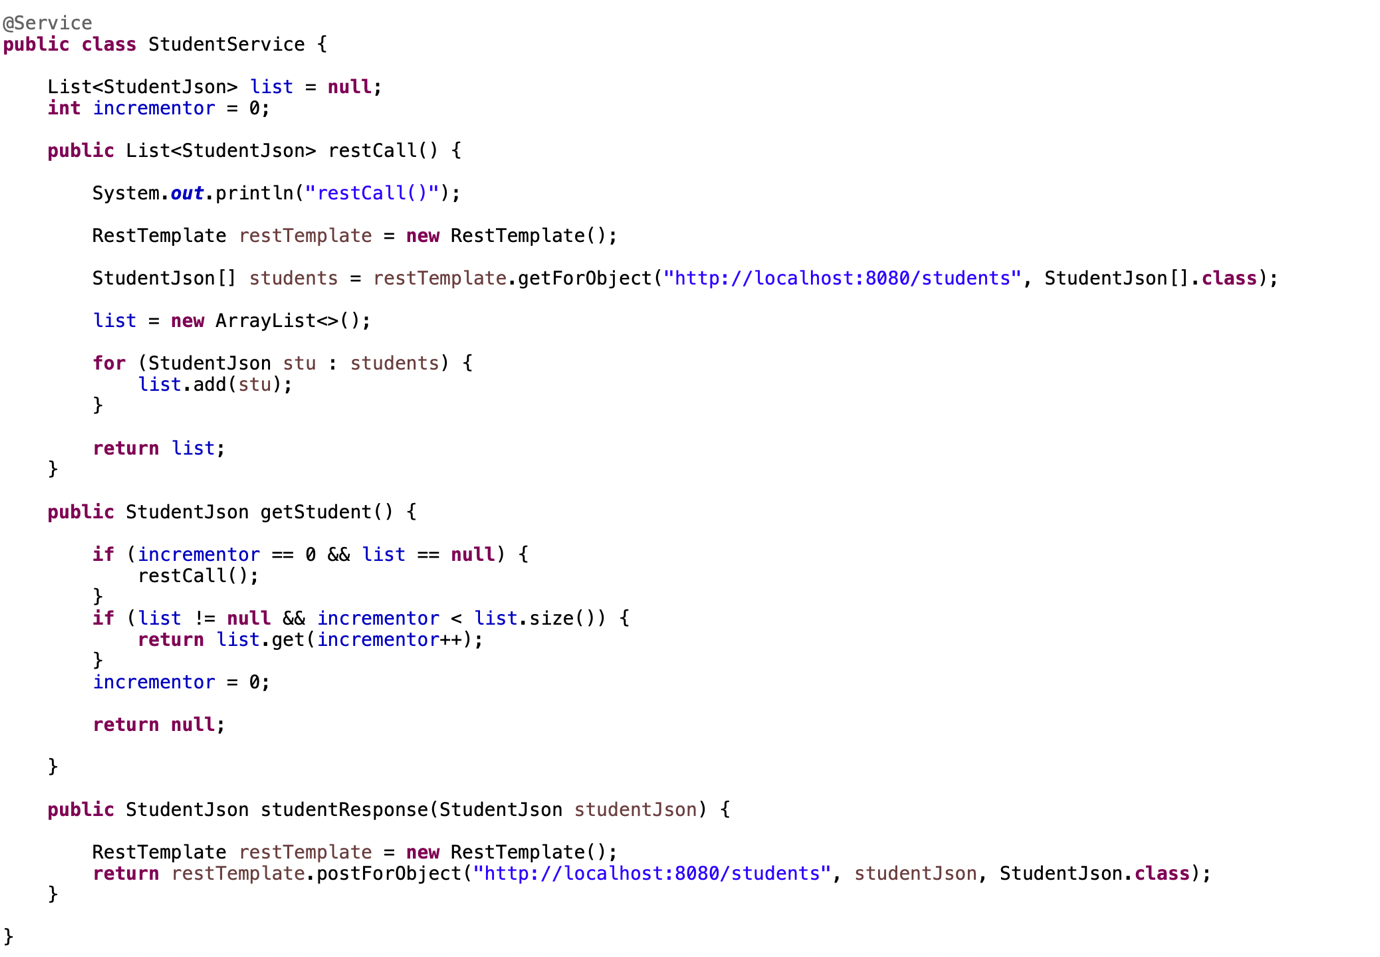 @Service
public class StudentService {
List<StudentJson> list = null;
int incrementor = 0;
public List<StudentJson> restCall() {
System.out.println("restCall()");
RestTemplate restTemplate = new RestTemplate();
StudentJson[] students = restTemplate.getForObject("http://localhost:8080/students", StudentJson[].class);
list = new ArrayList<>();
for (StudentJson stu : students) {
list.add(stu);
}
return list;
}
public StudentJson getStudent() {
if (incrementor == 0 && list == null) {
restCall();
}
if (list != null && incrementor < list.size()) {
return list.get(incrementor++);
}
incrementor = 0;
return null;
}
public StudentJson studentResponse(StudentJson studentJson) {
RestTemplate restTemplate = new RestTemplate();
return restTemplate.postForObject("http://localhost:8080/students", studentJson, StudentJson.class);
}
}